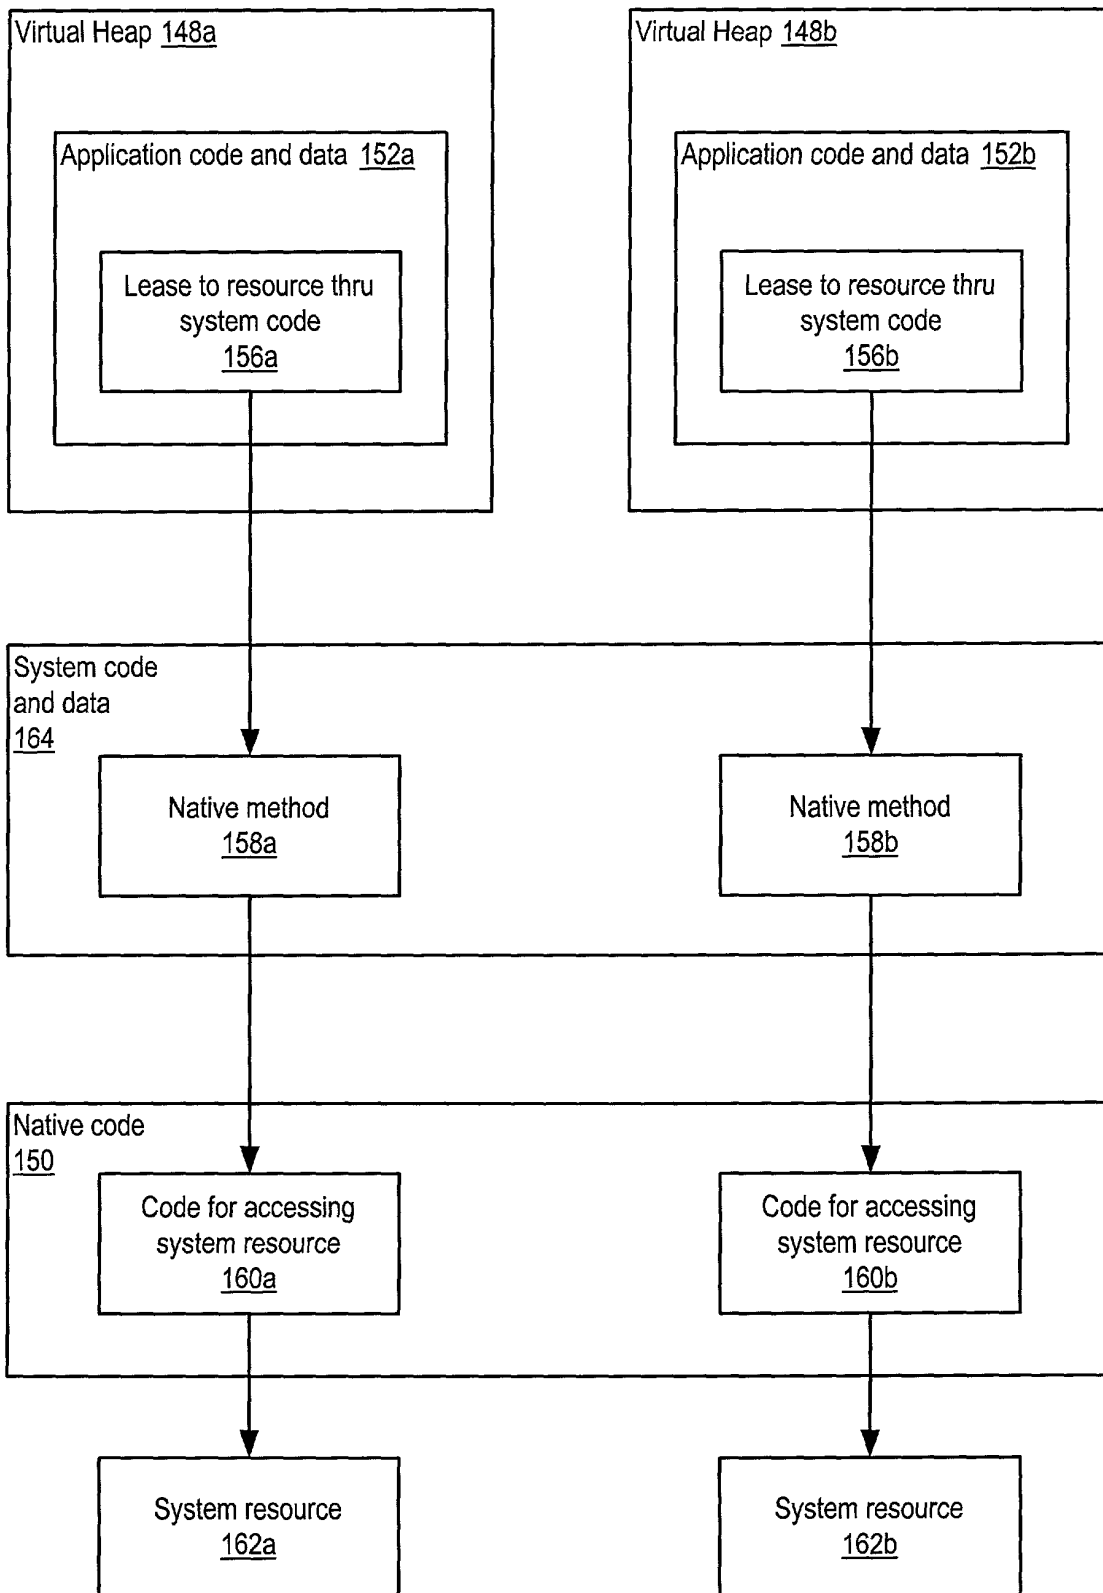 Virtual Heap 148a
Virtual Heap 148b
Application code and data 152a
Application code and data 152b
Lease to resource thru
system code
156a
Lease to resource thru
system code
156b
System code
and data
164
Native method
158a
Native method
158b
Native code
150
Code for accessing
system resource
160a
Code for accessing
system resource
160b
System resource
162a
System resource
162b